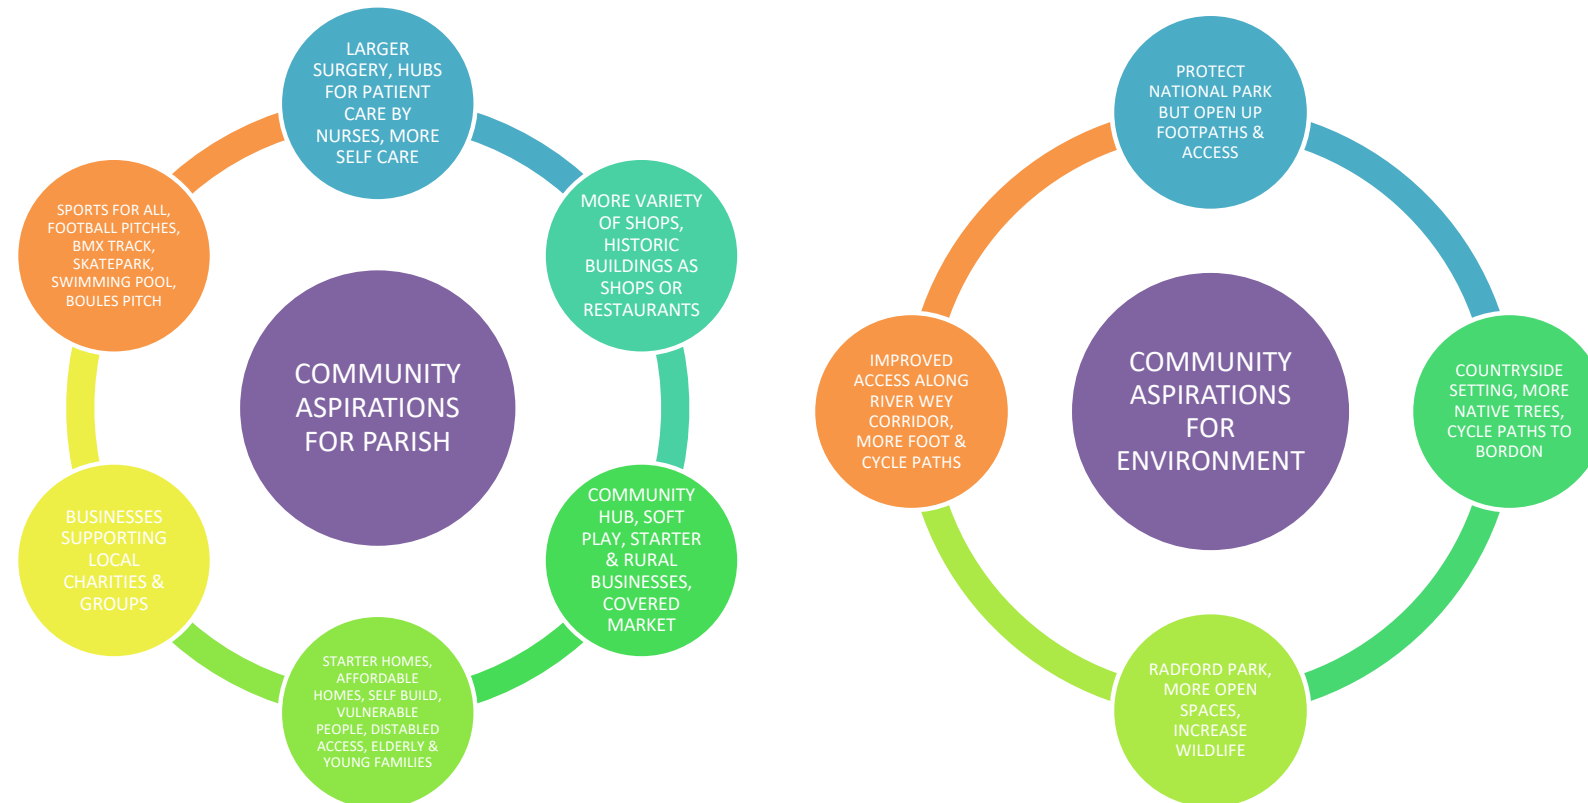 LARGER
SURGERY, HUBS
FOR PATIENT
CARE BY
NURSES, MORE
SELF CARE
MORE VARIETY
OF SHOPS,
HISTORIC
BUILDINGS AS
SHOPS OR
RESTAURANTS
COMMUNITY
HUB, SOFT
PLAY, STARTER
& RURAL
BUSINESSES,
COVERED
MARKET
STARTER HOMES,
AFFORDABLE
HOMES, SELF BUILD,
VULNERABLE
PEOPLE, DISTABLED
ACCESS, ELDERLY &
YOUNG FAMILIES
BUSINESSES
SUPPORTING
LOCAL
CHARITIES &
GROUPS
SPORTS FOR ALL,
FOOTBALL PITCHES,
BMX TRACK,
SKATEPARK,
SWIMMING POOL,
BOULES PITCH
COMMUNITY
ASPIRATIONS
FOR PARISH
PROTECT
NATIONAL PARK
BUT OPEN UP
FOOTPATHS &
ACCESS
COUNTRYSIDE
SETTING, MORE
NATIVE TREES,
CYCLE PATHS TO
BORDON
RADFORD PARK,
MORE OPEN
SPACES,
INCREASE
WILDLIFE
IMPROVED
ACCESS ALONG
RIVER WEY
CORRIDOR,
MORE FOOT &
CYCLE PATHS
COMMUNITY
ASPIRATIONS
FOR
ENVIRONMENT